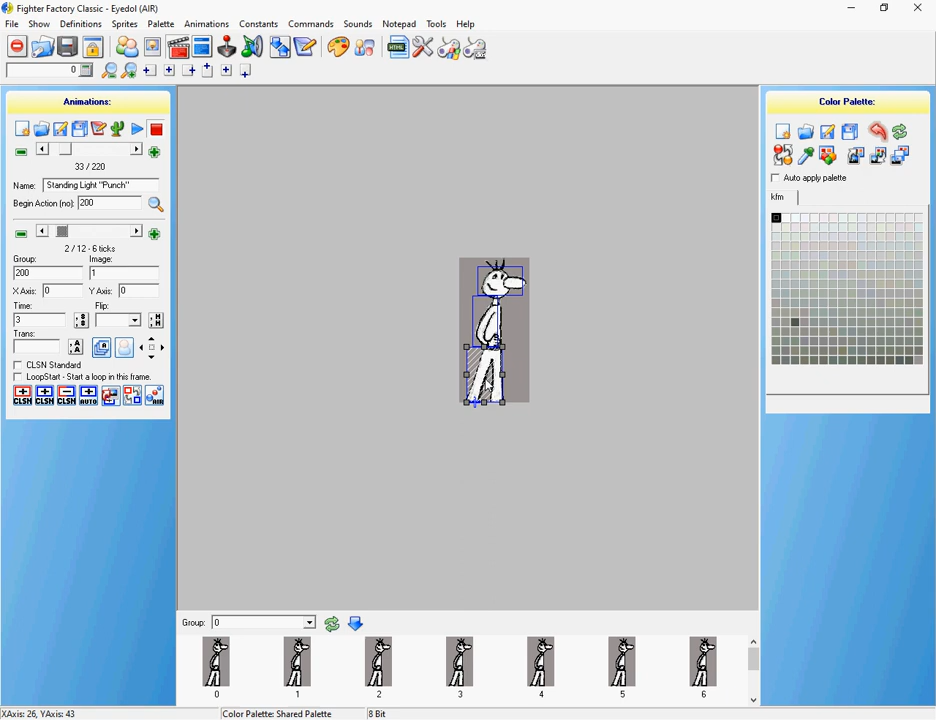 Fighter Factory Classic - Eyedol (AIR)
File Show Definitions Sprites Palette Animations Constants Commands Sounds Notepad Tools Help
0
Animations:
33 / 220
Name: Standing Light "Punch"
Begin Action (no): 200
2 / 12 - 6 ticks
Group: Image:
200 1
X Axis: 0 Y Axis: 0
Time: Flip:
3
Trans:
CLSN Standard
LoopStart - Start a loop in this frame.
CLSN CLSN CLSN AUTO AIR
Color Palette:
Auto apply palette
kfm
Group: 0
0 1 2 3 4 5 6
XAxis: 26, YAxis: 43 Color Palette: Shared Palette 8 Bit